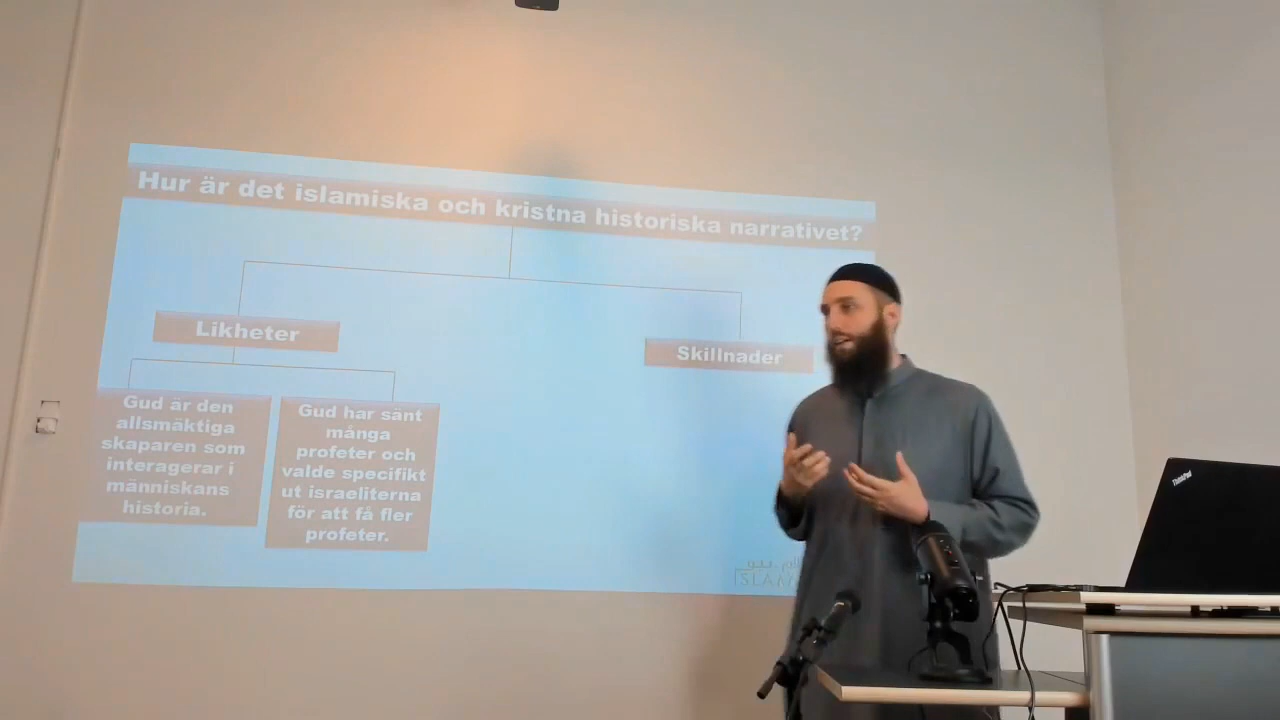 Hur är det islamiska och kristna historiska narrativet?
Likheter
Skillnader
Gud är den
allsmäktiga
skaparen som
interagerar i
människans
historia.
Gud har sänt
många
profeter och
valde specifikt
ut israeliterna
för att få fler
profeter.
ThinkPad